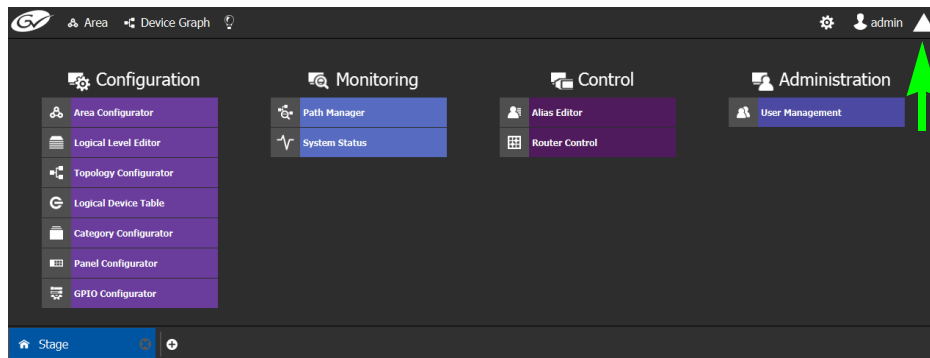 GV Area Device Graph admin
Configuration Monitoring Control Administration
Area Configurator Path Manager Alias Editor User Management
Logical Level Editor System Status Router Control
Topology Configurator
Logical Device Table
Category Configurator
Panel Configurator
GPIO Configurator
Stage